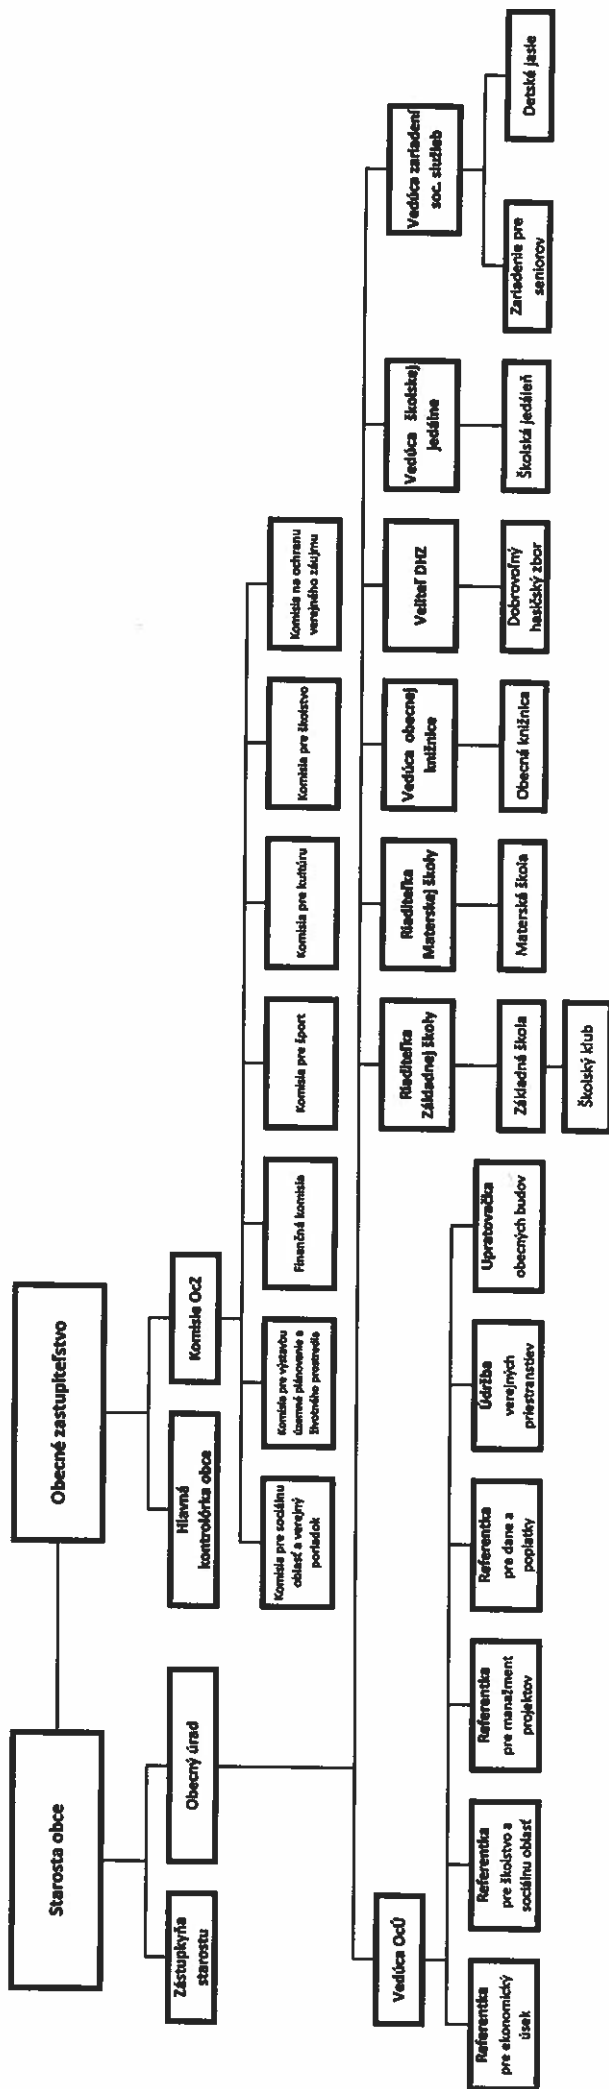 Starosta obce
Obecné zastupiteľstvo
Zástupkyňa
starostu
Obecný úrad
Hlavná
kontrolórka obce
Komisie OcZ
Komisia pre sociálnu
oblasť a verejný
poriadok
Komisia pre výstavbu
územné plánovanie a
životného prostredia
Finančná komisia
Komisia pre šport
Komisia pre kultúru
Komisia pre školstvo
Komisia na ochranu
verejného záujmu
Vedúca OcÚ
Riaditeľka
Základnej školy
Riaditeľka
Materskej školy
Vedúca obecnej
knižnice
Veliteľ DHZ
Vedúca školskej
jedálne
Vedúca zariadení
soc. služieb
Referentka
pre ekonomický
úsek
Referentka
pre školstvo a
sociálnu oblasť
Referentka
pre manažment
projektov
Referentka
pre dane a
poplatky
Údržba
verejných
priestranstiev
Upratovačka
obecných budov
Základná škola
Materská škola
Obecná knižnica
Dobrovoľný
hasičský zbor
Školská jedáleň
Zariadenie pre
seniorov
Detské jasle
Školský klub